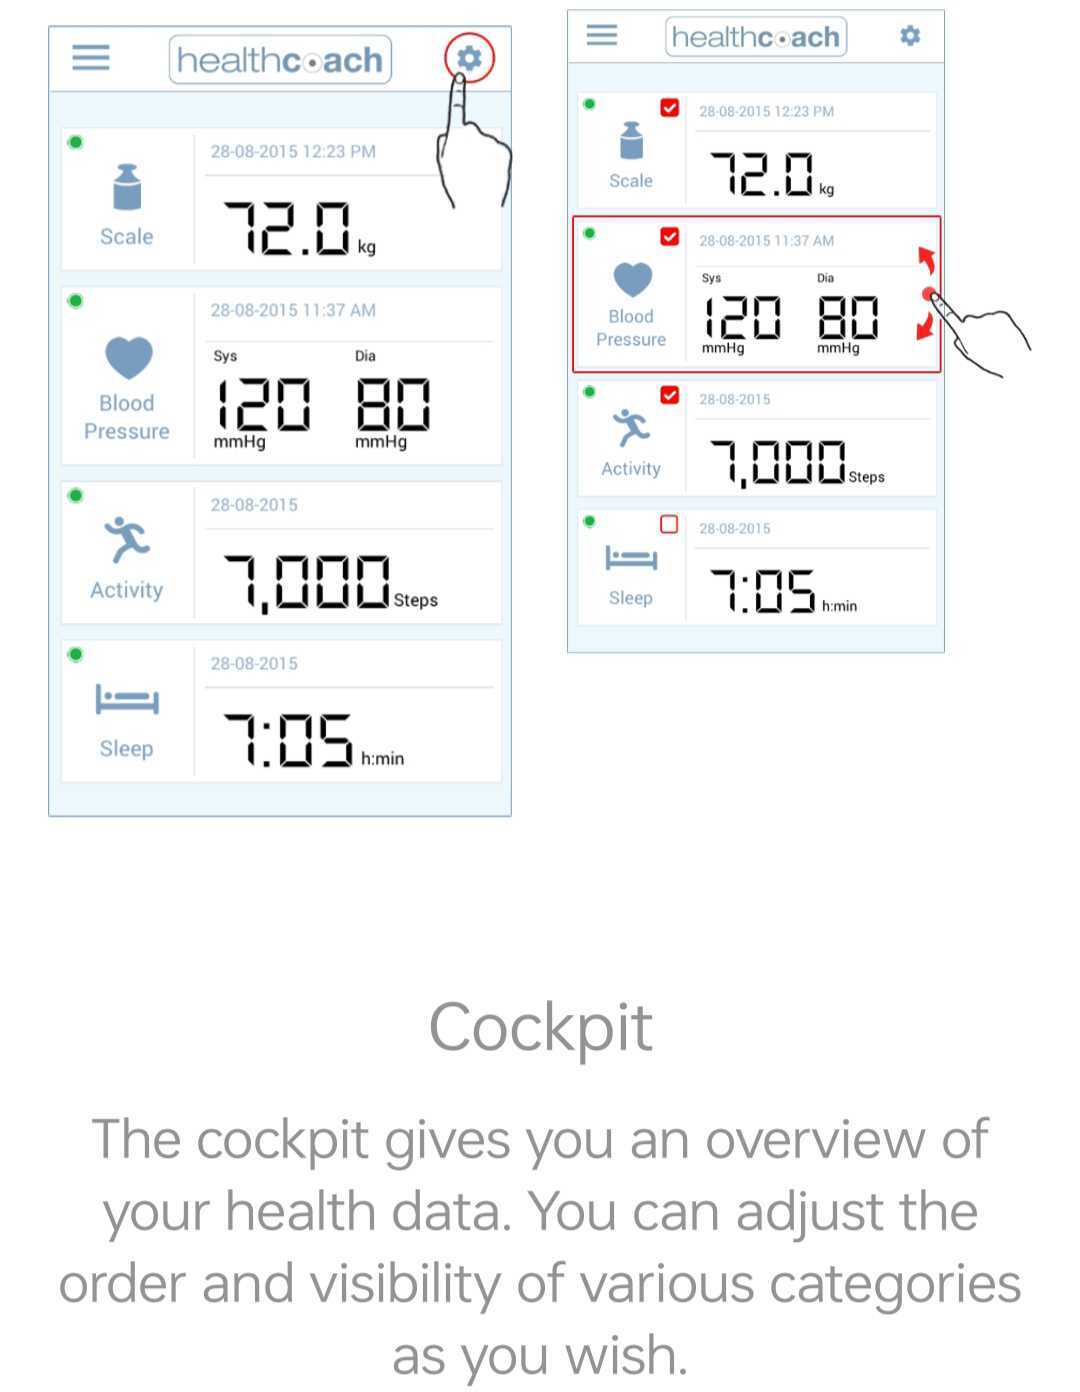 healthcoach
28-08-2015 12:23 PM
Scale
72.0 kg
28-08-2015 11:37 AM
Sys Dia
Blood
Pressure
120 80
mmHg mmHg
28-08-2015
Activity
7,000 Steps
28-08-2015
Sleep
7:05 h:min
healthcoach
28-08-2015 12:23 PM
Scale
72.0 kg
28-08-2015 11:37 AM
Sys Dia
Blood
Pressure
120 80
mmHg mmHg
28-08-2015
Activity
7,000 Steps
28-08-2015
Sleep
7:05 h:min
Cockpit
The cockpit gives you an overview of
your health data. You can adjust the
order and visibility of various categories
as you wish.